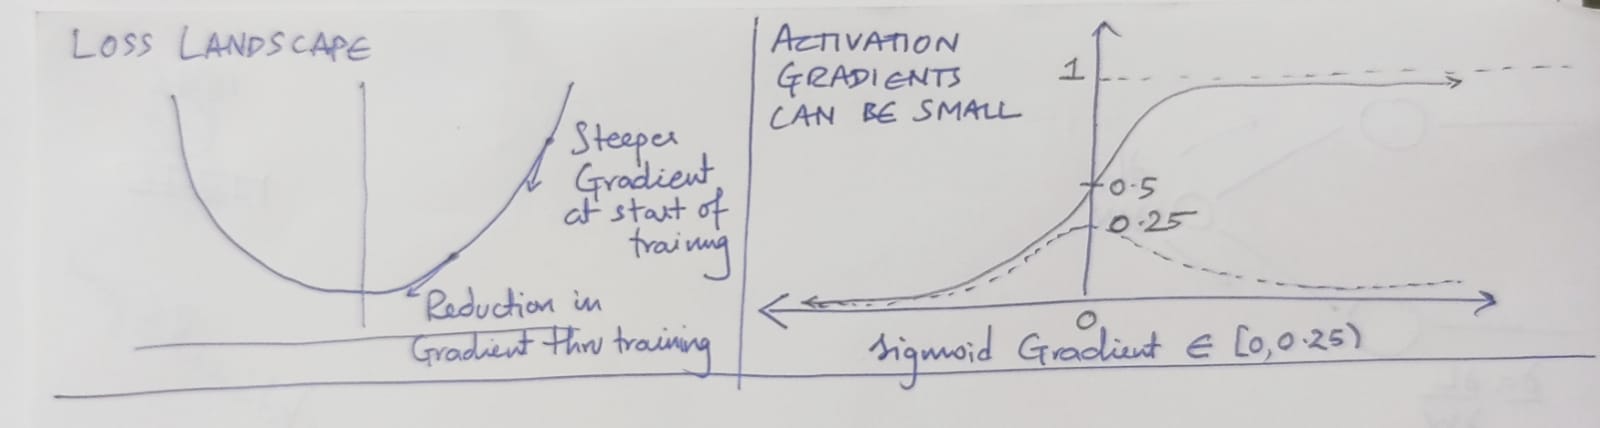 LOSS LANDSCAPE
Steeper
Gradient
at start of
training
Reduction in
Gradient thru training
ACTIVATION
GRADIENTS
CAN BE SMALL
1
0.5
0.25
0
Sigmoid Gradient ∈ [0,0.25)